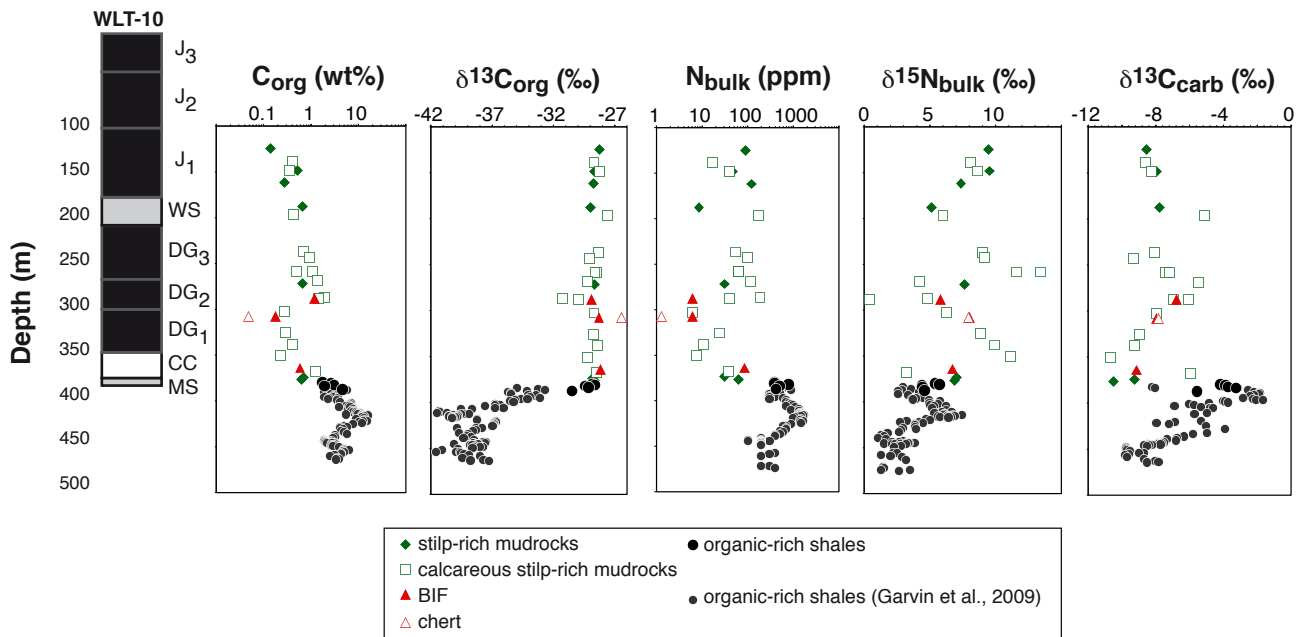 WLT-10
J3
J2
J1
WS
DG3
DG2
DG1
CC
MS
Depth (m)
100
150
200
250
300
350
400
450
500
Corg (wt%)
0.1 1 10
δ13Corg (‰)
-42 -37 -32 -27
Nbulk (ppm)
1 10 100 1000
δ15Nbulk (‰)
0 5 10
δ13Ccarb (‰)
-12 -8 -4 0
stilp-rich mudrocks
calcareous stilp-rich mudrocks
BIF
chert
organic-rich shales
organic-rich shales (Garvin et al., 2009)